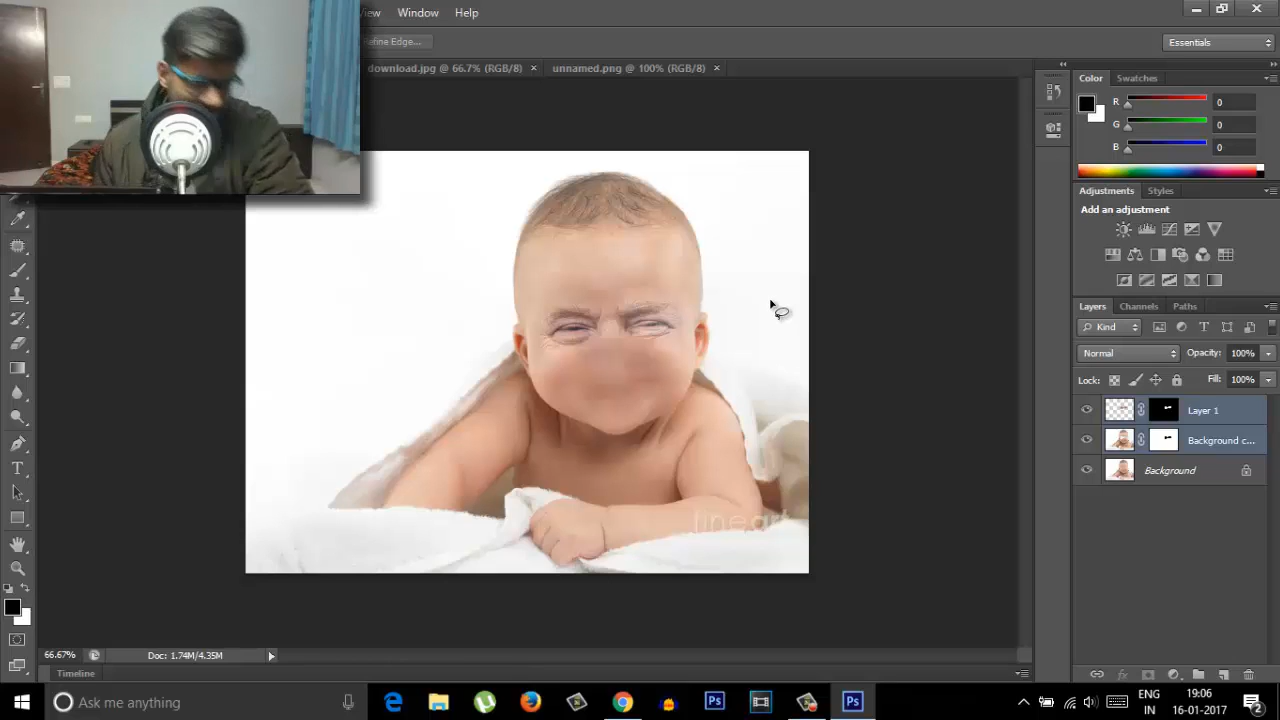 View Window Help
Refine Edge...
Essentials
download.jpg @ 66.7% (RGB/8) × unnamed.png @ 100% (RGB/8) ×
Color Swatches
R 0
G 0
B 0
Adjustments Styles
Add an adjustment
Layers Channels Paths
Kind
Normal Opacity: 100%
Lock: Fill: 100%
Layer 1
Background c...
Background
fineart
66.67% Doc: 1.74M/4.35M
Timeline
Ask me anything
ENG 19:06
IN 16-01-2017
2